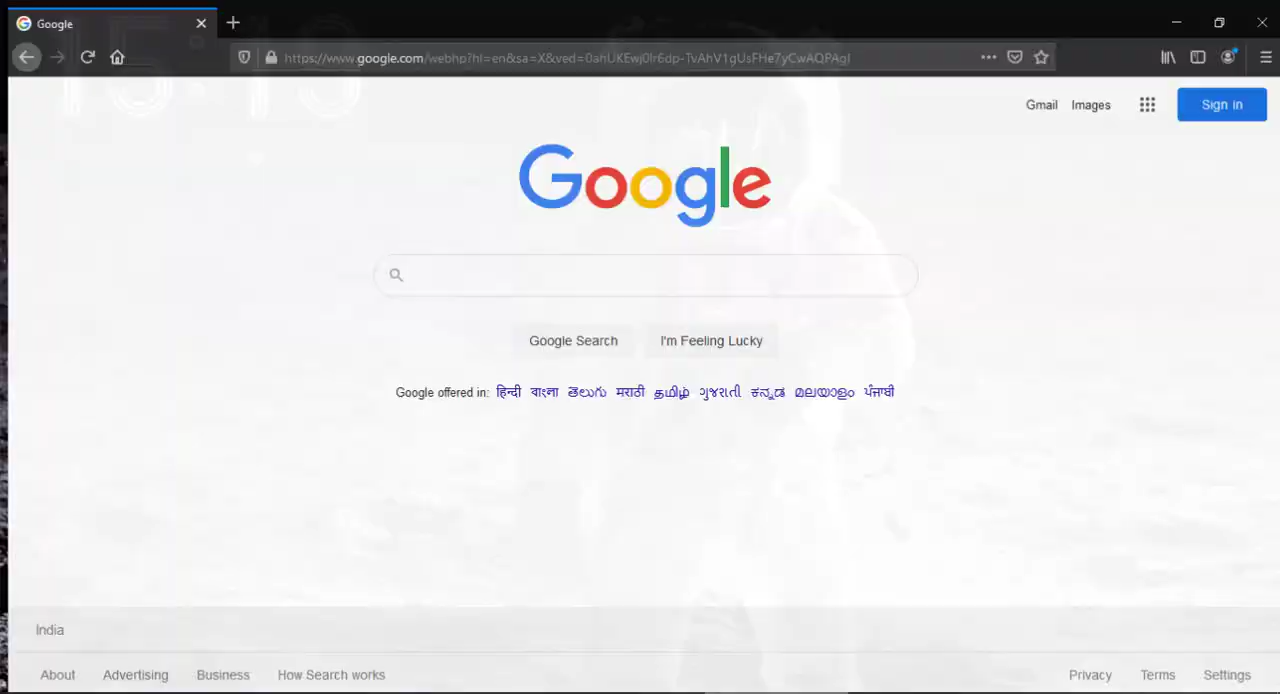 Google
https://www.google.com/webhp?hl=en&sa=X&ved=0ahUKEwj0lr6dp-TvAhV1gUsFHe7yCwAQPAgI
Gmail Images Sign in
Google
Google Search I'm Feeling Lucky
Google offered in: हिन्दी বাংলা తెలుగు मराठी தமிழ் ગુજરાતી ಕನ್ನಡ മലയാളം ਪੰਜਾਬੀ
India
About Advertising Business How Search works Privacy Terms Settings